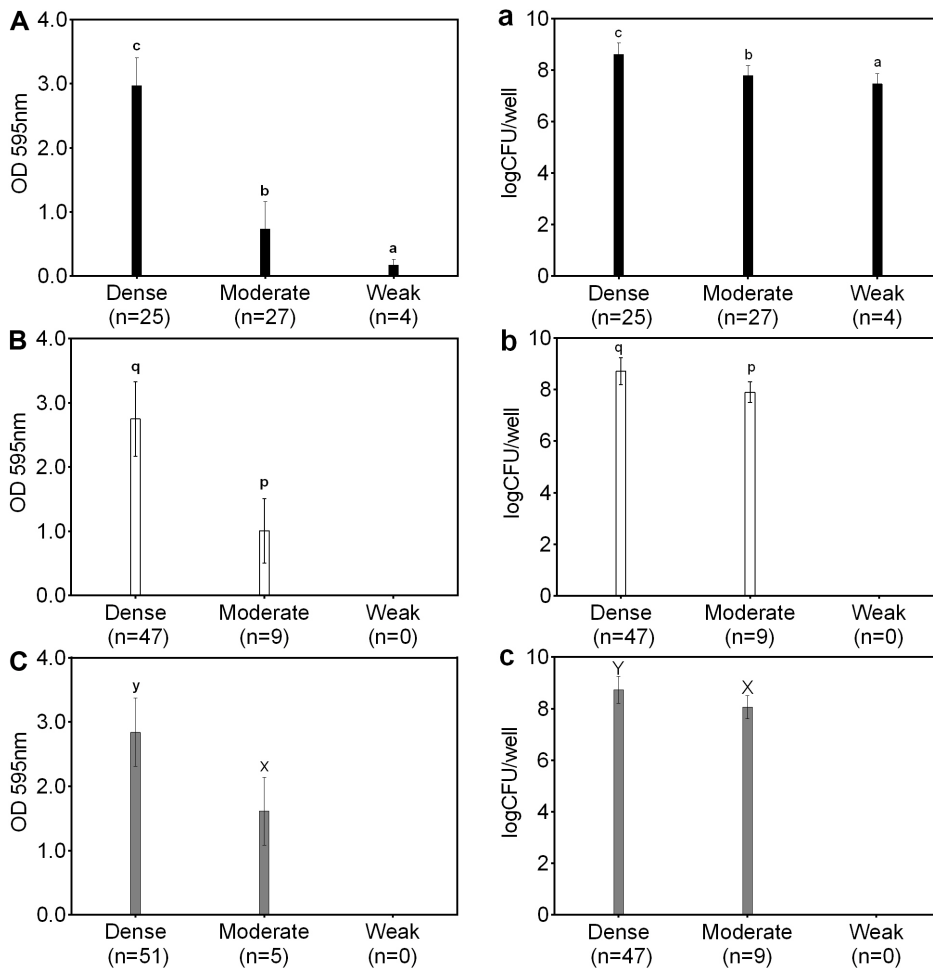 A
OD 595nm
4.0
3.0
2.0
1.0
0.0
c
b
a
Dense Moderate Weak
(n=25) (n=27) (n=4)
a
logCFU/well
10
8
6
4
2
0
c
b
a
Dense Moderate Weak
(n=25) (n=27) (n=4)
B
OD 595nm
4.0
3.0
2.0
1.0
0.0
q
p
Dense Moderate Weak
(n=47) (n=9) (n=0)
b
logCFU/well
10
8
6
4
2
0
q
p
Dense Moderate Weak
(n=47) (n=9) (n=0)
C
OD 595nm
4.0
3.0
2.0
1.0
0.0
y
X
Dense Moderate Weak
(n=51) (n=5) (n=0)
c
logCFU/well
10
8
6
4
2
0
Y
X
Dense Moderate Weak
(n=47) (n=9) (n=0)